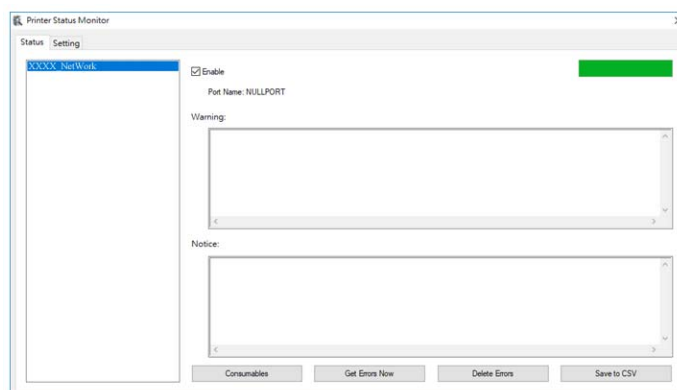 Printer Status Monitor
Status Setting
XXXX NetWork
Enable
Port Name: NULLPORT
Warning:
Notice:
Consumables Get Errors Now Delete Errors Save to CSV